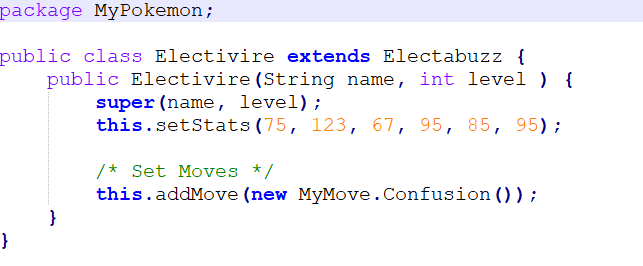 package MyPokemon;
public class Electivire extends Electabuzz {
public Electivire(String name, int level ) {
super(name, level);
this.setStats(75, 123, 67, 95, 85, 95);
/* Set Moves */
this.addMove(new MyMove.Confusion());
}
}